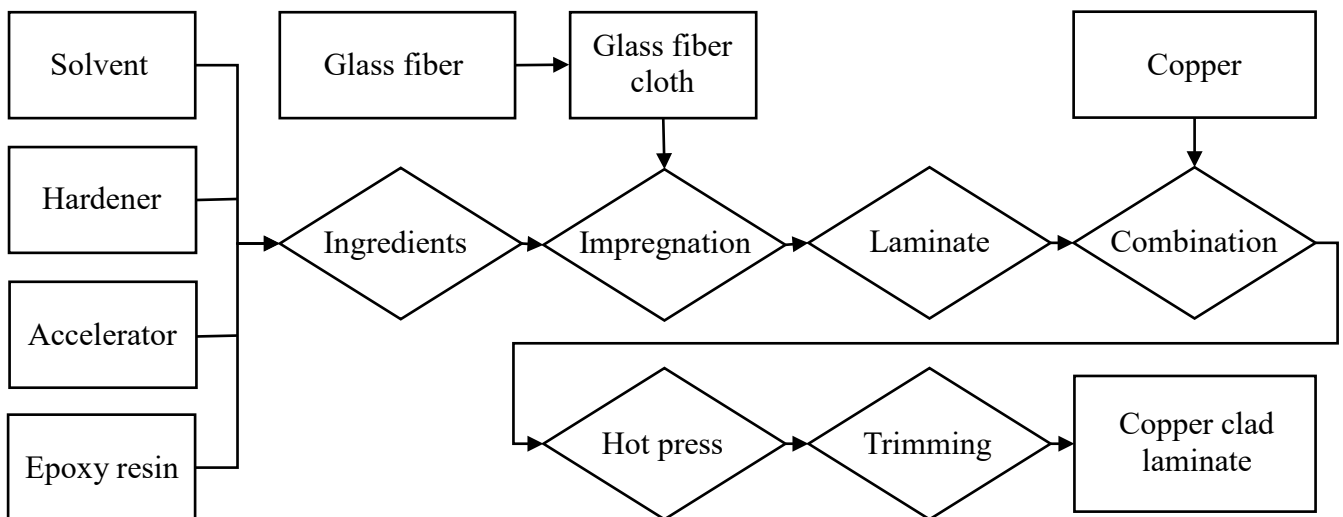 Solvent
Glass fiber
Glass fiber
cloth
Copper
Hardener
Ingredients
Impregnation
Laminate
Combination
Accelerator
Epoxy resin
Hot press
Trimming
Copper clad
laminate